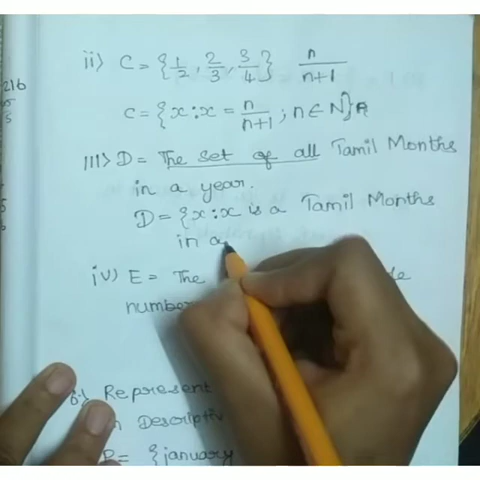 216
5
ii) C = {1/2, 2/3, 3/4} n/n+1
C = {x : x = n/n+1 ; n ∈ N}
III) D = The set of all Tamil Months
in a year.
D = {x : x is a Tamil Months
in a
iv) E = The
number
Represent
Descriptiv
P = {january